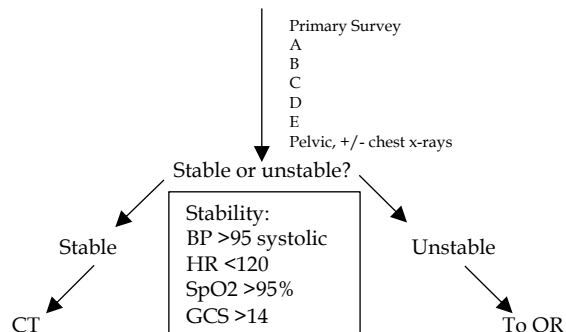 Primary Survey
A
B
C
D
E
Pelvic, +/- chest x-rays
Stable or unstable?
Stability:
BP >95 systolic
HR <120
SpO2 >95%
GCS >14
Stable
Unstable
CT
To OR